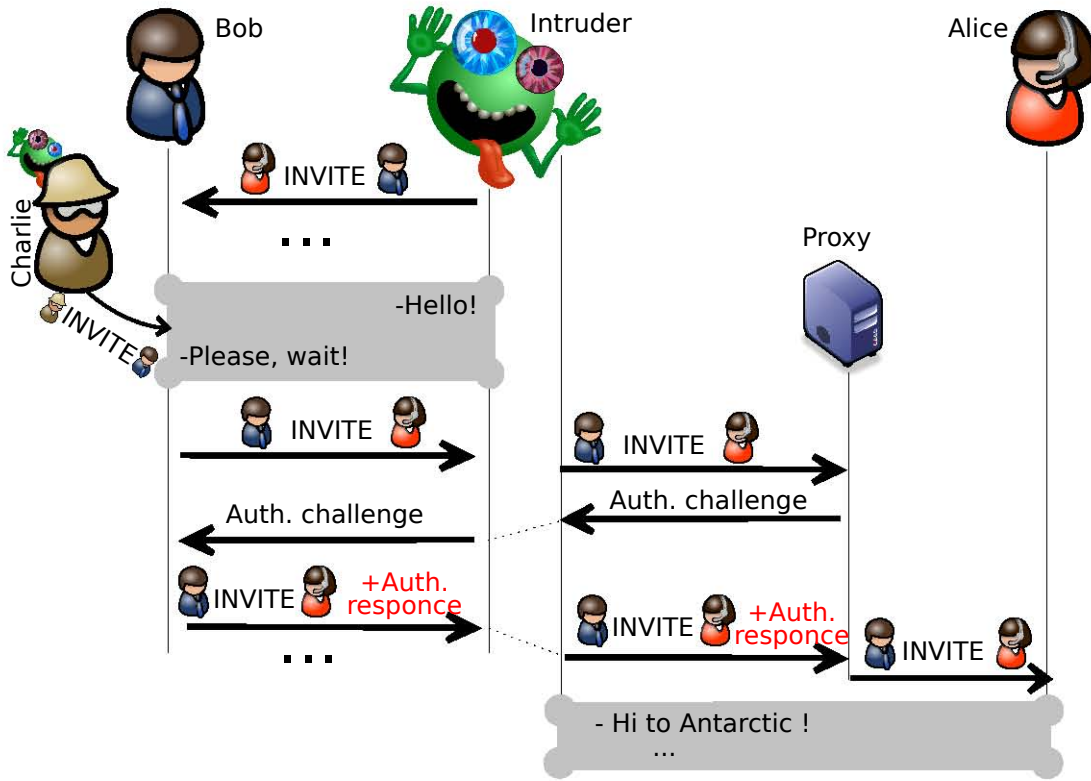 Bob
Intruder
Alice
INVITE
...
Charlie
Proxy
-Hello!
INVITE
-Please, wait!
INVITE
INVITE
Auth. challenge
Auth. challenge
INVITE
+Auth.
responce
INVITE
+Auth.
responce
INVITE
...
- Hi to Antarctic !
...